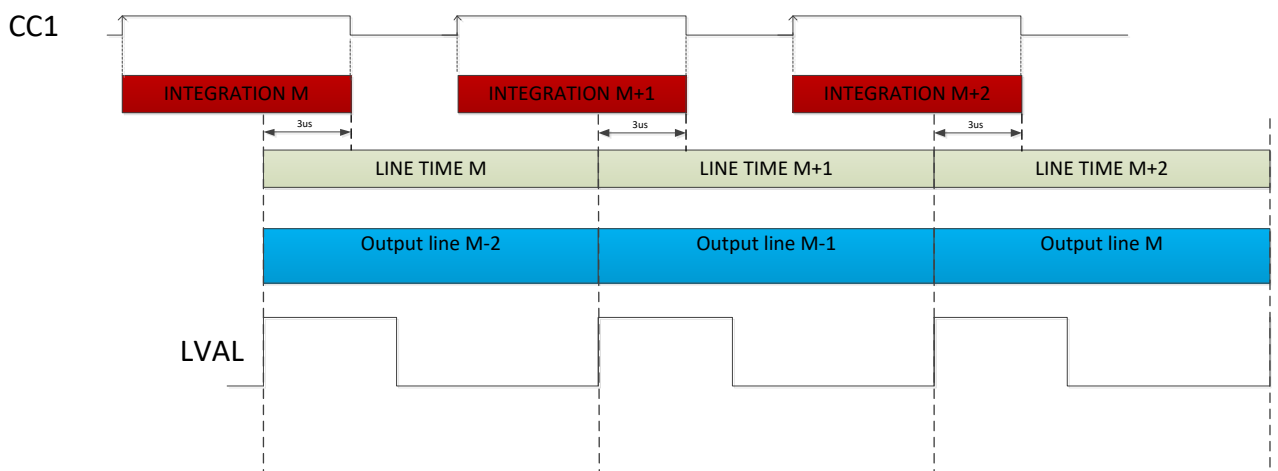 CC1
INTEGRATION M
INTEGRATION M+1
INTEGRATION M+2
3us
3us
3us
LINE TIME M
LINE TIME M+1
LINE TIME M+2
Output line M-2
Output line M-1
Output line M
LVAL